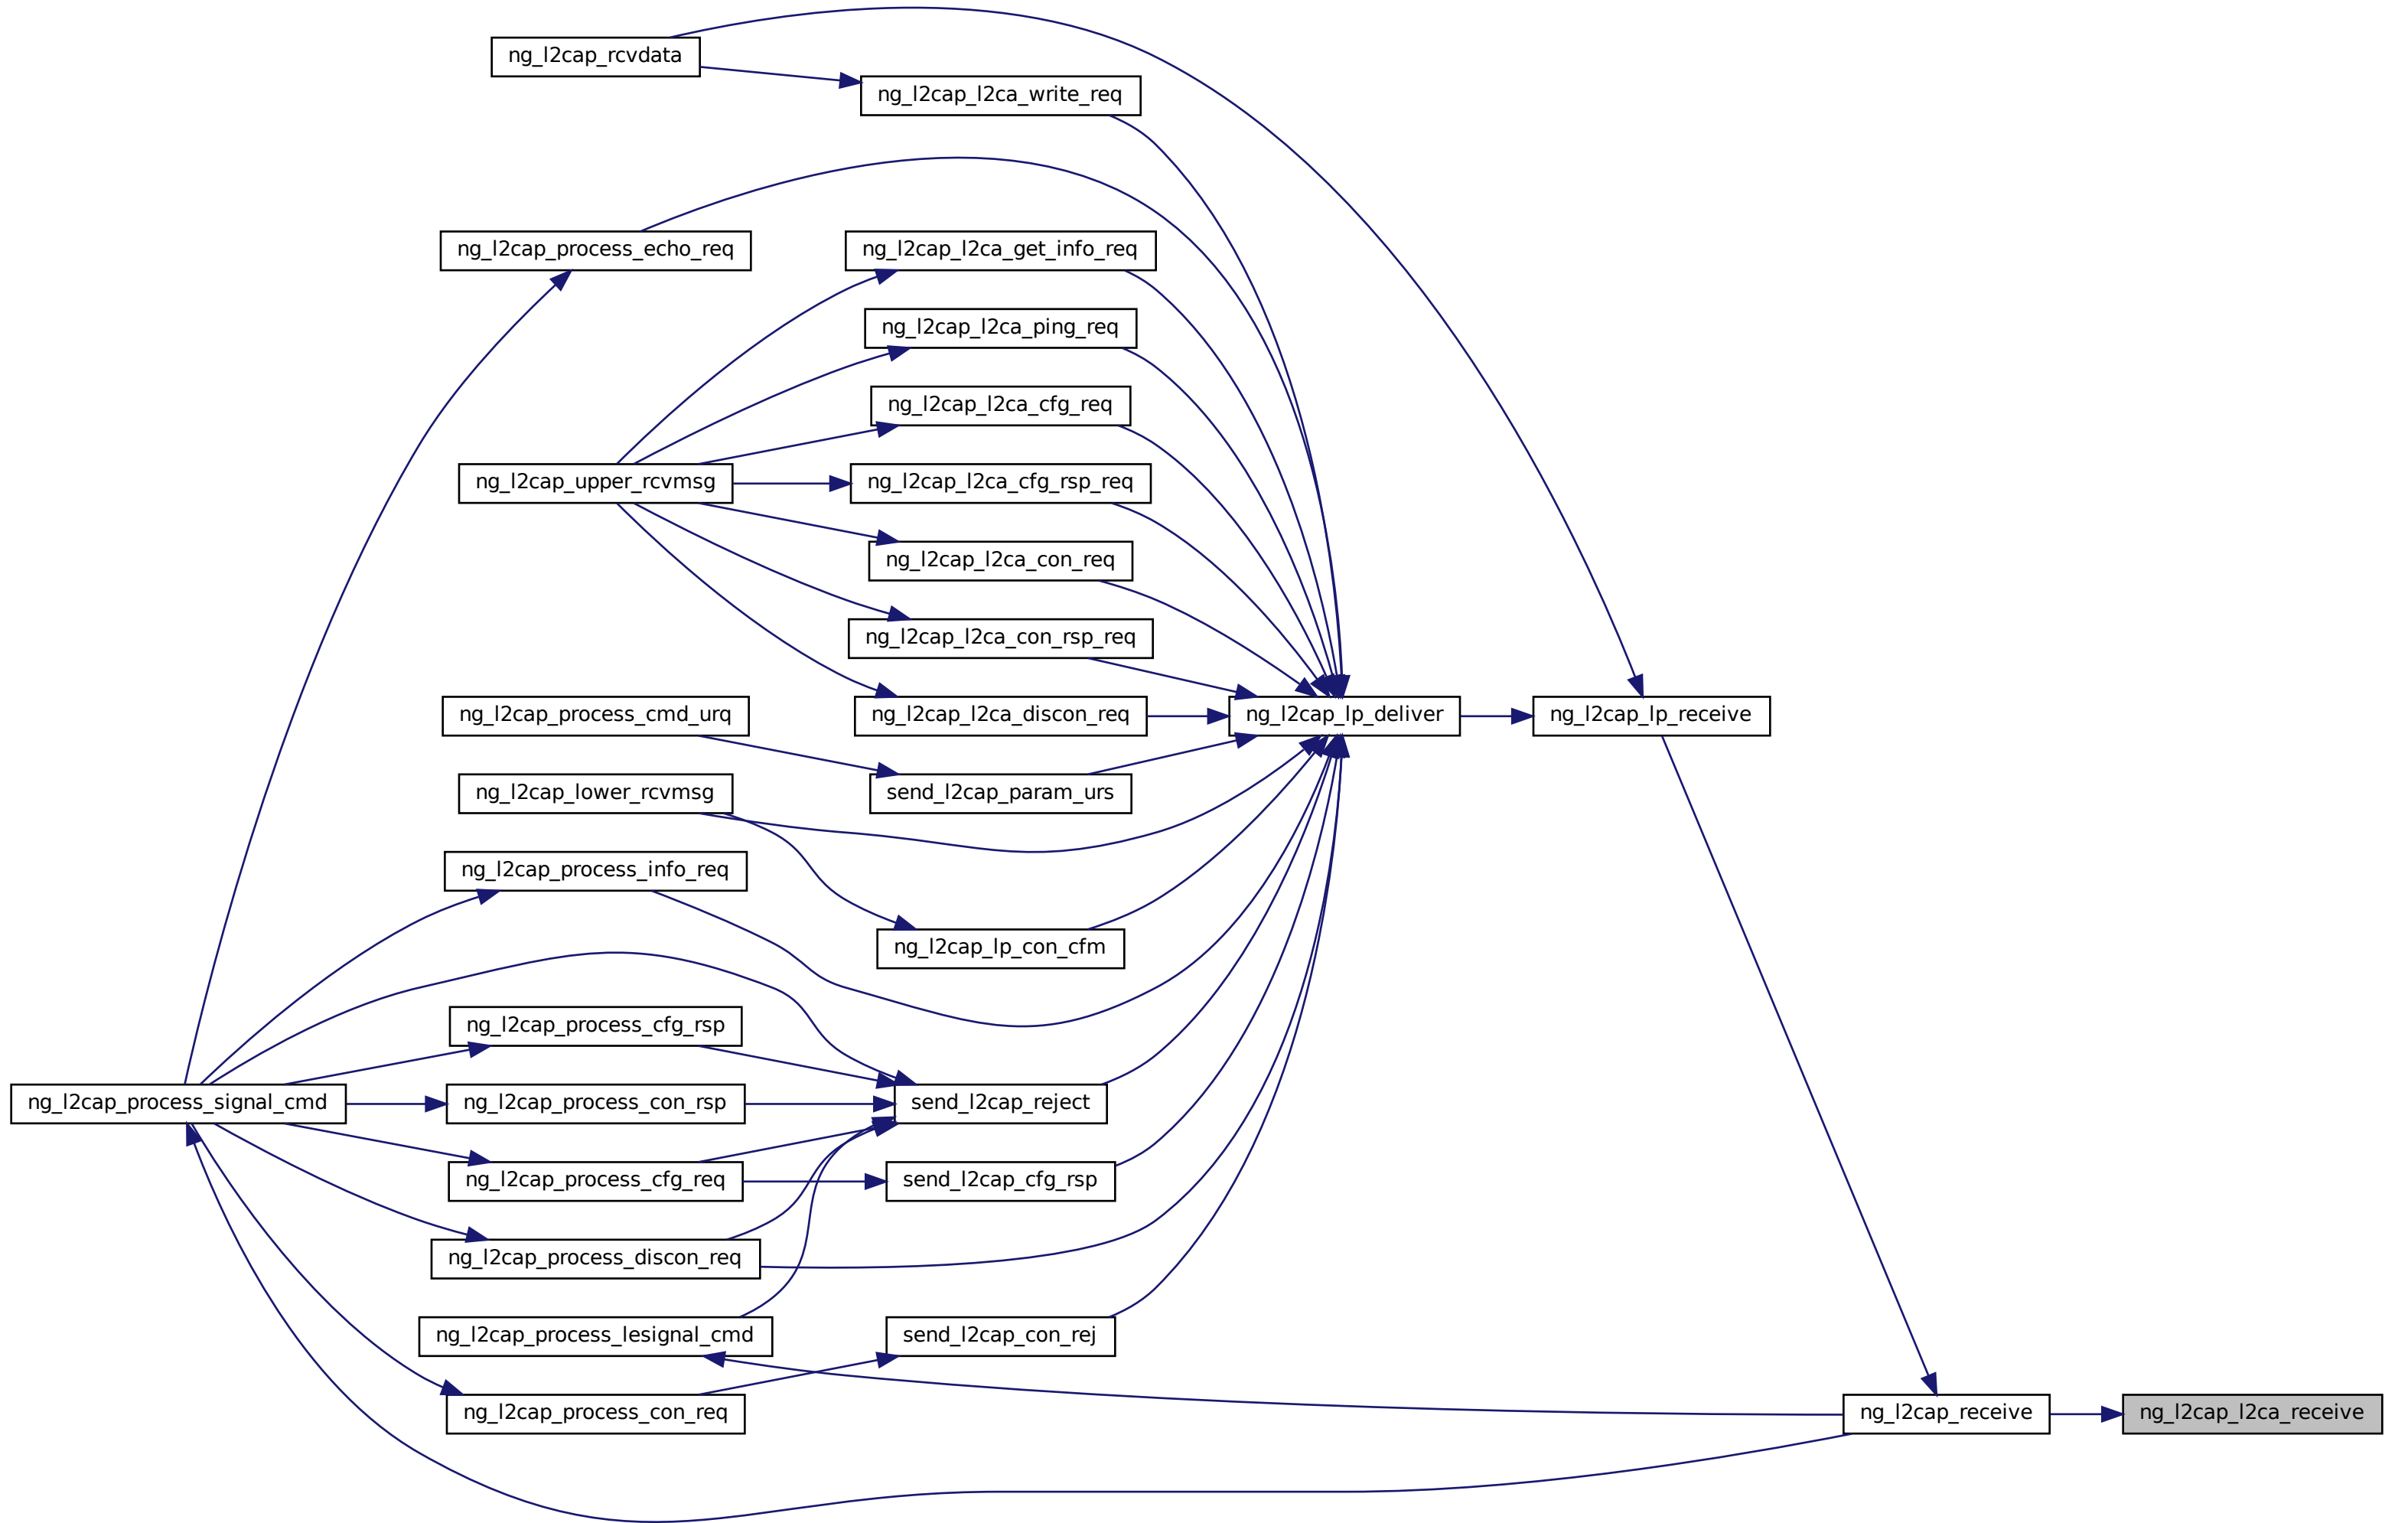 ng_l2cap_rcvdata
ng_l2cap_l2ca_write_req
ng_l2cap_process_echo_req
ng_l2cap_l2ca_get_info_req
ng_l2cap_l2ca_ping_req
ng_l2cap_l2ca_cfg_req
ng_l2cap_upper_rcvmsg
ng_l2cap_l2ca_cfg_rsp_req
ng_l2cap_l2ca_con_req
ng_l2cap_l2ca_con_rsp_req
ng_l2cap_process_cmd_urq
ng_l2cap_l2ca_discon_req
ng_l2cap_lp_deliver
ng_l2cap_lp_receive
ng_l2cap_lower_rcvmsg
send_l2cap_param_urs
ng_l2cap_process_info_req
ng_l2cap_lp_con_cfm
ng_l2cap_process_cfg_rsp
ng_l2cap_process_signal_cmd
ng_l2cap_process_con_rsp
send_l2cap_reject
ng_l2cap_process_cfg_req
send_l2cap_cfg_rsp
ng_l2cap_process_discon_req
ng_l2cap_process_lesignal_cmd
send_l2cap_con_rej
ng_l2cap_process_con_req
ng_l2cap_receive
ng_l2cap_l2ca_receive